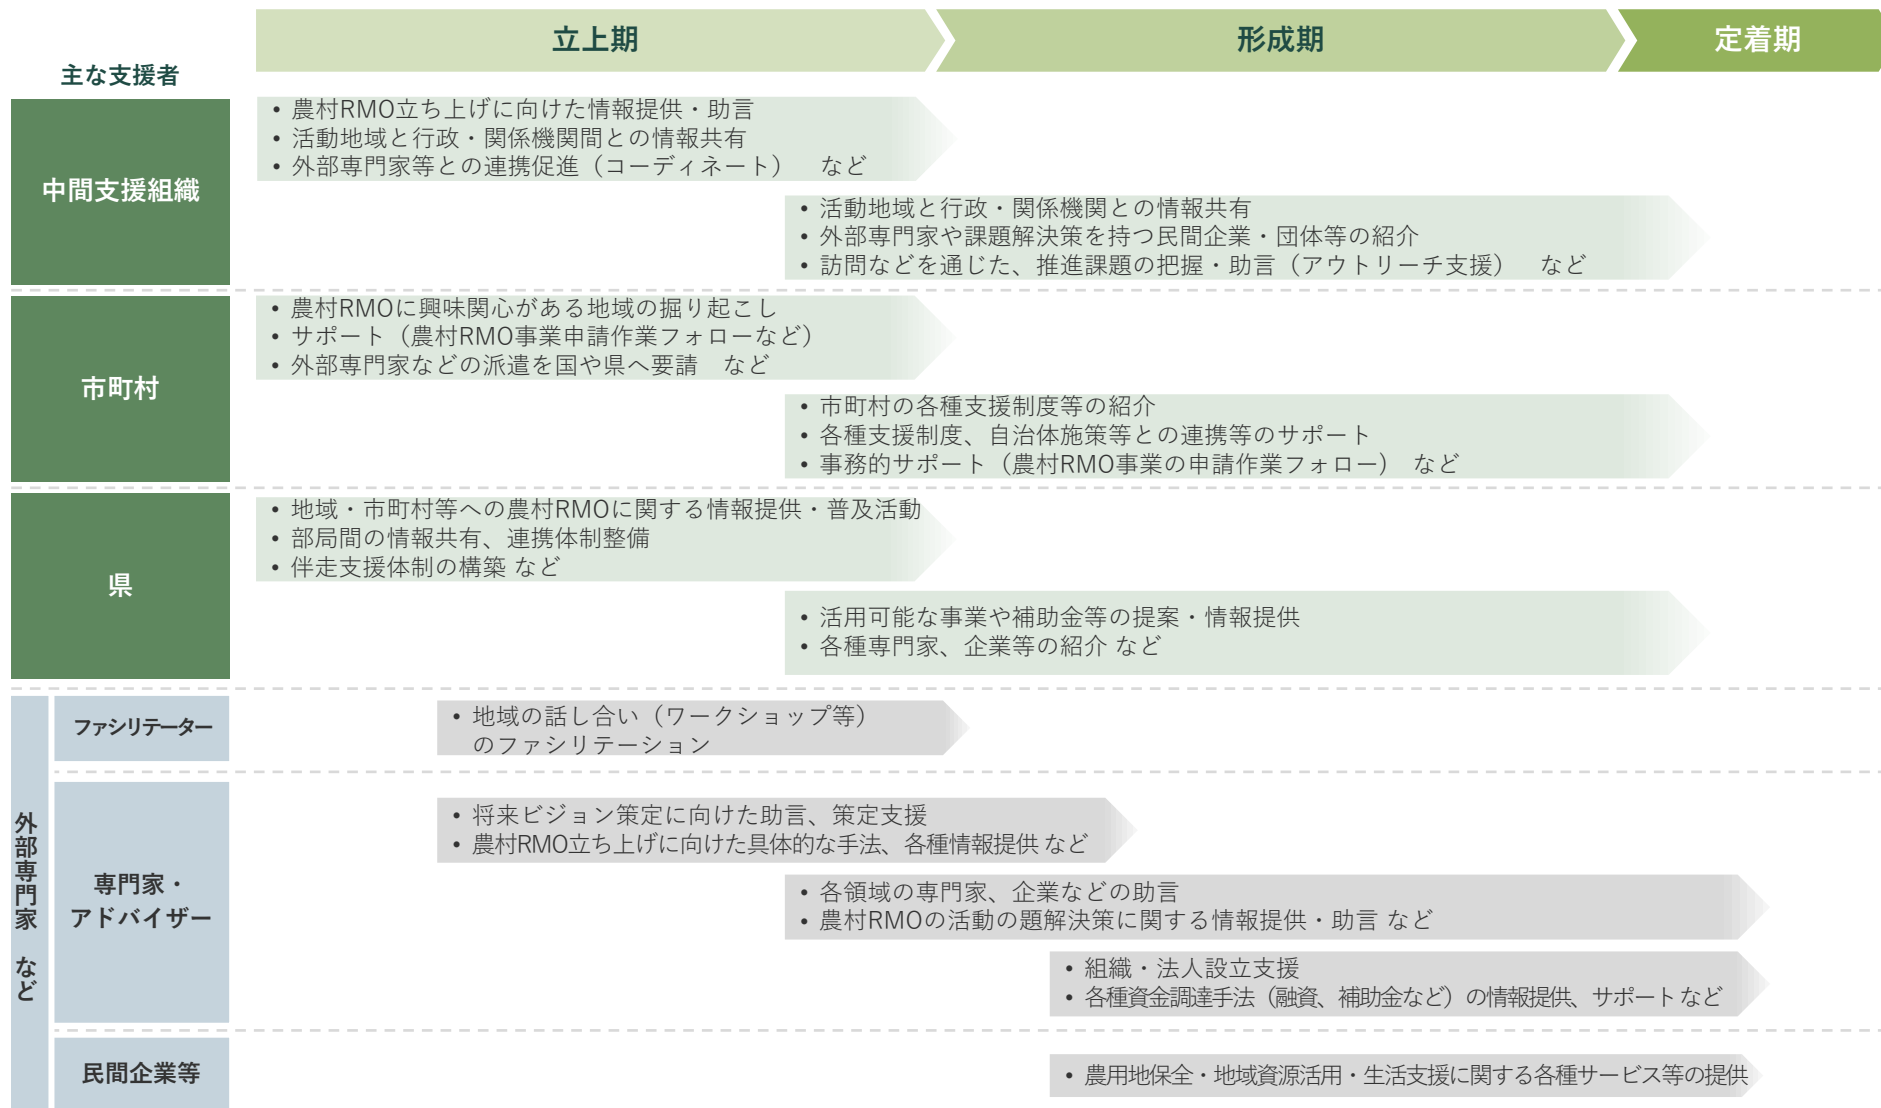 立上期
形成期
定着期
主な支援者
中間支援組織
• 農村RMO立ち上げに向けた情報提供・助言
• 活動地域と行政・関係機関間との情報共有
• 外部専門家等との連携促進（コーディネート）　など
• 活動地域と行政・関係機関との情報共有
• 外部専門家や課題解決策を持つ民間企業・団体等の紹介
• 訪問などを通じた、推進課題の把握・助言（アウトリーチ支援）　など
市町村
• 農村RMOに興味関心がある地域の掘り起こし
• サポート（農村RMO事業申請作業フォローなど）
• 外部専門家などの派遣を国や県へ要請　など
• 市町村の各種支援制度等の紹介
• 各種支援制度、自治体施策等との連携等のサポート
• 事務的サポート（農村RMO事業の申請作業フォロー）　など
県
• 地域・市町村等への農村RMOに関する情報提供・普及活動
• 部局間の情報共有、連携体制整備
• 伴走支援体制の構築 など
• 活用可能な事業や補助金等の提案・情報提供
• 各種専門家、企業等の紹介 など
外部専門家　など
ファシリテーター
• 地域の話し合い（ワークショップ等）
のファシリテーション
専門家・
アドバイザー
• 将来ビジョン策定に向けた助言、策定支援
• 農村RMO立ち上げに向けた具体的な手法、各種情報提供 など
• 各領域の専門家、企業などの助言
• 農村RMOの活動の題解決策に関する情報提供・助言 など
• 組織・法人設立支援
• 各種資金調達手法（融資、補助金など）の情報提供、サポート など
民間企業等
• 農用地保全・地域資源活用・生活支援に関する各種サービス等の提供